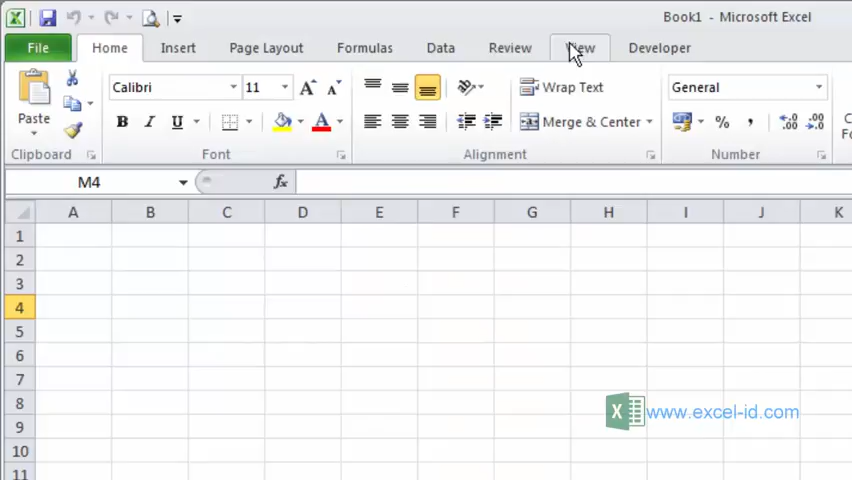 Book1 - Microsoft Excel
File Home Insert Page Layout Formulas Data Review View Developer
Calibri 11 Wrap Text General
Paste B I U A Merge & Center % ,
Clipboard Font Alignment Number
M4 fx
A B C D E F G H I J K
1
2
3
4
5
6
7
8
www.excel-id.com
9
10
11